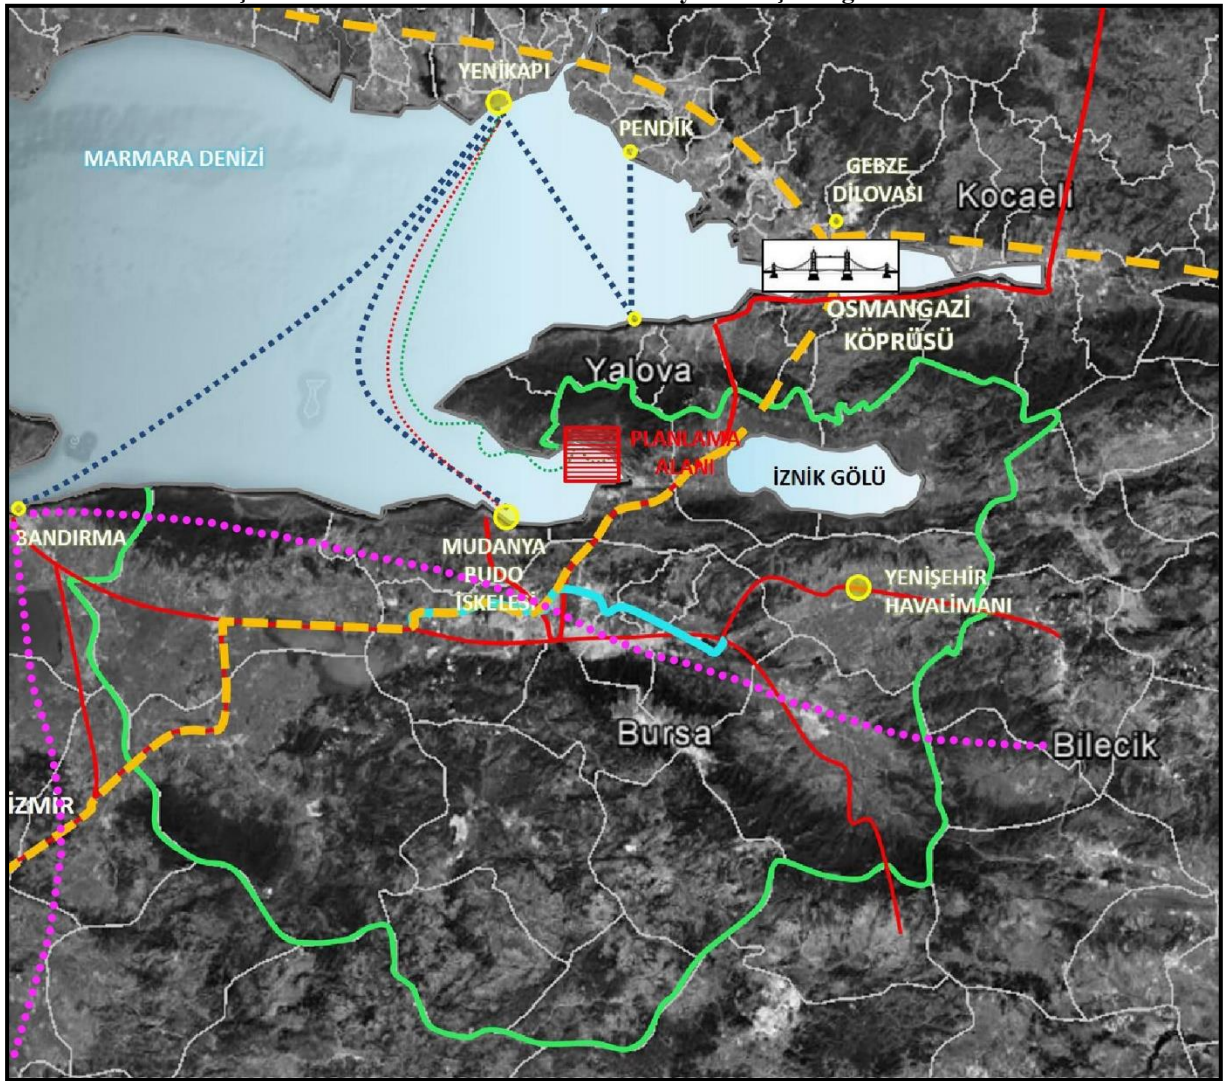 YENİKAPI
PENDİK
MARMARA DENİZİ
GEBZE
DİLOVASI
Kocaeli
OSMANGAZİ
KÖPRÜSÜ
Yalova
PLANLAMA
ALANI
İZNİK GÖLÜ
BANDIRMA
MUDANYA
PUDO
İSKELESİ
YENİŞEHİR
HAVALİMANI
Bursa
Bilecik
İZMİR